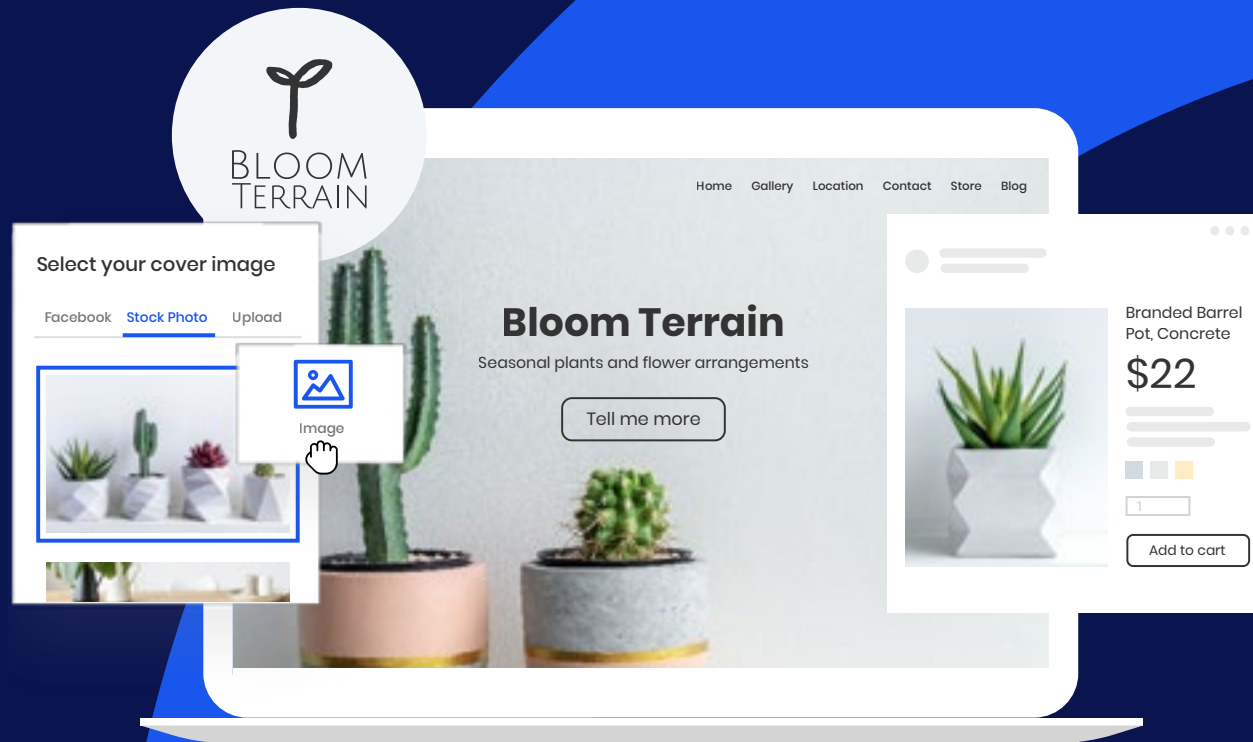 BLOOM
TERRAIN
Home Gallery Location Contact Store Blog
Select your cover image
Facebook Stock Photo Upload
Image
Bloom Terrain
Seasonal plants and flower arrangements
Tell me more
Branded Barrel
Pot, Concrete
$22
1
Add to cart